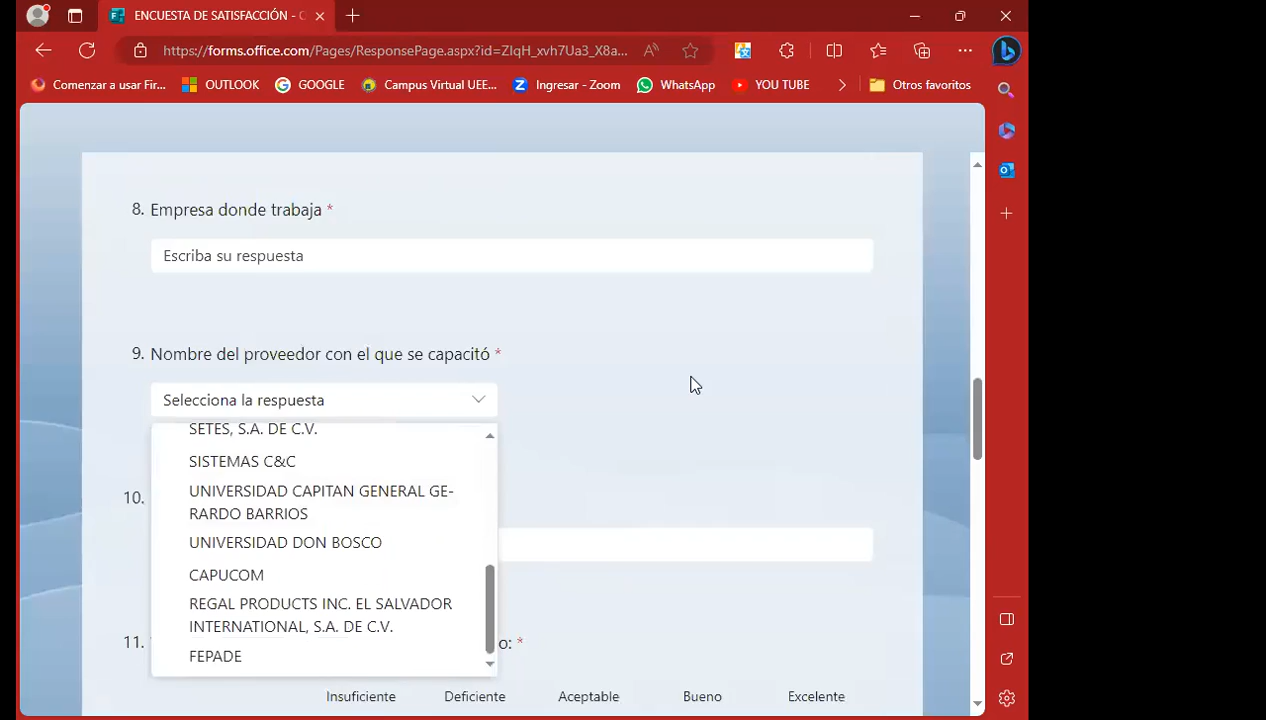 ENCUESTA DE SATISFACCIÓN - C
https://forms.office.com/Pages/ResponsePage.aspx?id=ZIqH_xvh7Ua3_X8a...
Comenzar a usar Fir...
OUTLOOK
GOOGLE
Campus Virtual UEE...
Ingresar - Zoom
WhatsApp
YOU TUBE
Otros favoritos
8. Empresa donde trabaja *
Escriba su respuesta
9. Nombre del proveedor con el que se capacitó *
Selecciona la respuesta
SETES, S.A. DE C.V.
SISTEMAS C&C
UNIVERSIDAD CAPITAN GENERAL GE-
RARDO BARRIOS
UNIVERSIDAD DON BOSCO
CAPUCOM
REGAL PRODUCTS INC. EL SALVADOR
INTERNATIONAL, S.A. DE C.V.
FEPADE
10.
11.
o: *
Insuficiente Deficiente Aceptable Bueno Excelente